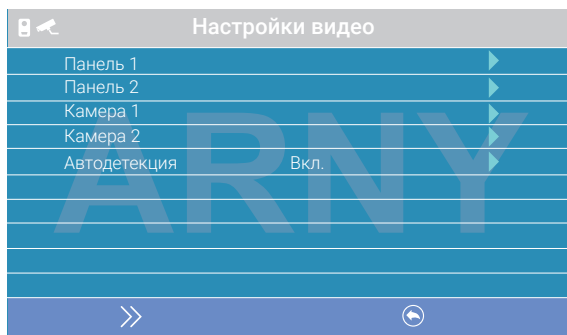 Настройки видео
Панель 1
Панель 2
Камера 1
Камера 2
Автодетекция Вкл.
ARNY